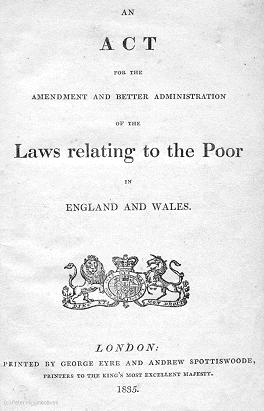 AN
ACT
FOR THE
AMENDMENT AND BETTER ADMINISTRATION
OF THE
Laws relating to the Poor
IN
ENGLAND AND WALES.
LONDON:
PRINTED BY GEORGE EYRE AND ANDREW SPOTTISWOODE,
PRINTERS TO THE KING'S MOST EXCELLENT MAJESTY.
1835.